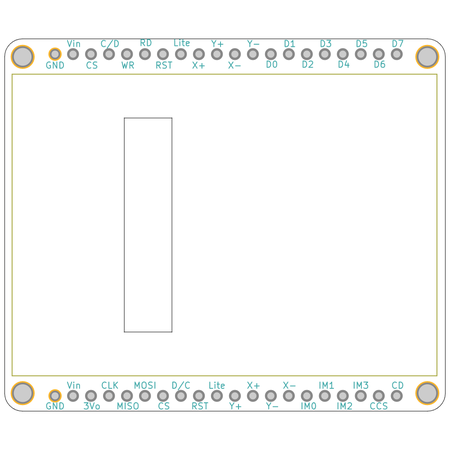 Vin C/D RD Lite Y+ Y- D1 D3 D5 D7
GND CS WR RST X+ X- D0 D2 D4 D6
Vin CLK MOSI D/C Lite X+ X- IM1 IM3 CD
GND 3Vo MISO CS RST Y+ Y- IM0 IM2 CCS